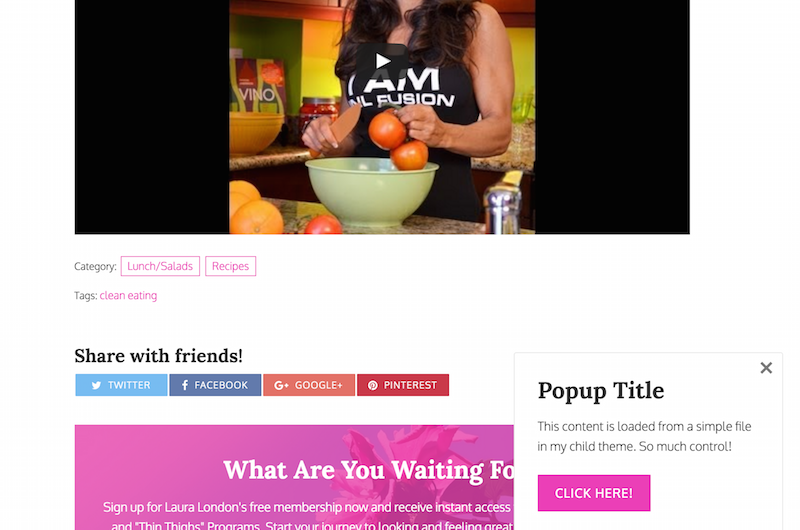 VINO
I AM
NL FUSION
Category: Lunch/Salads Recipes
Tags: clean eating
Share with friends!
TWITTER FACEBOOK GOOGLE+ PINTEREST
Popup Title
This content is loaded from a simple file
in my child theme. So much control!
CLICK HERE!
What Are You Waiting Fo
Sign up for Laura London's free membership now and receive instant access
and "Thin Thighs" Programs. Start your journey to looking and feeling great